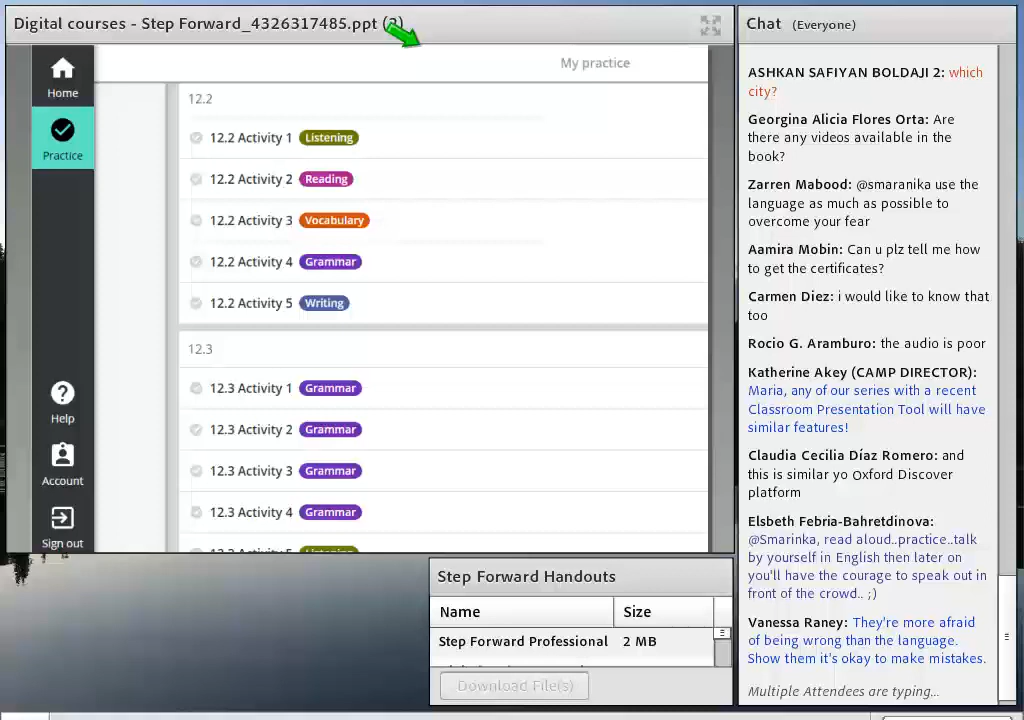 Digital courses - Step Forward_4326317485.ppt (2)
My practice
Home
Practice
12.2
12.2 Activity 1 Listening
12.2 Activity 2 Reading
12.2 Activity 3 Vocabulary
12.2 Activity 4 Grammar
12.2 Activity 5 Writing
12.3
12.3 Activity 1 Grammar
12.3 Activity 2 Grammar
12.3 Activity 3 Grammar
12.3 Activity 4 Grammar
12.3 Activity 5 Listening
Help
Account
Sign out
Step Forward Handouts
Name Size
Step Forward Professional 2 MB
Download File(s)
Chat (Everyone)
ASHKAN SAFIYAN BOLDAJI 2: which
city?
Georgina Alicia Flores Orta: Are
there any videos available in the
book?
Zarren Mabood: @smaranika use the
language as much as possible to
overcome your fear
Aamira Mobin: Can u plz tell me how
to get the certificates?
Carmen Diez: i would like to know that
too
Rocio G. Aramburo: the audio is poor
Katherine Akey (CAMP DIRECTOR):
Maria, any of our series with a recent
Classroom Presentation Tool will have
similar features!
Claudia Cecilia Díaz Romero: and
this is similar yo Oxford Discover
platform
Elsbeth Febria-Bahretdinova:
@Smarinka, read aloud..practice..talk
by yourself in English then later on
you'll have the courage to speak out in
front of the crowd.. ;)
Vanessa Raney: They're more afraid
of being wrong than the language.
Show them it's okay to make mistakes.
Multiple Attendees are typing...